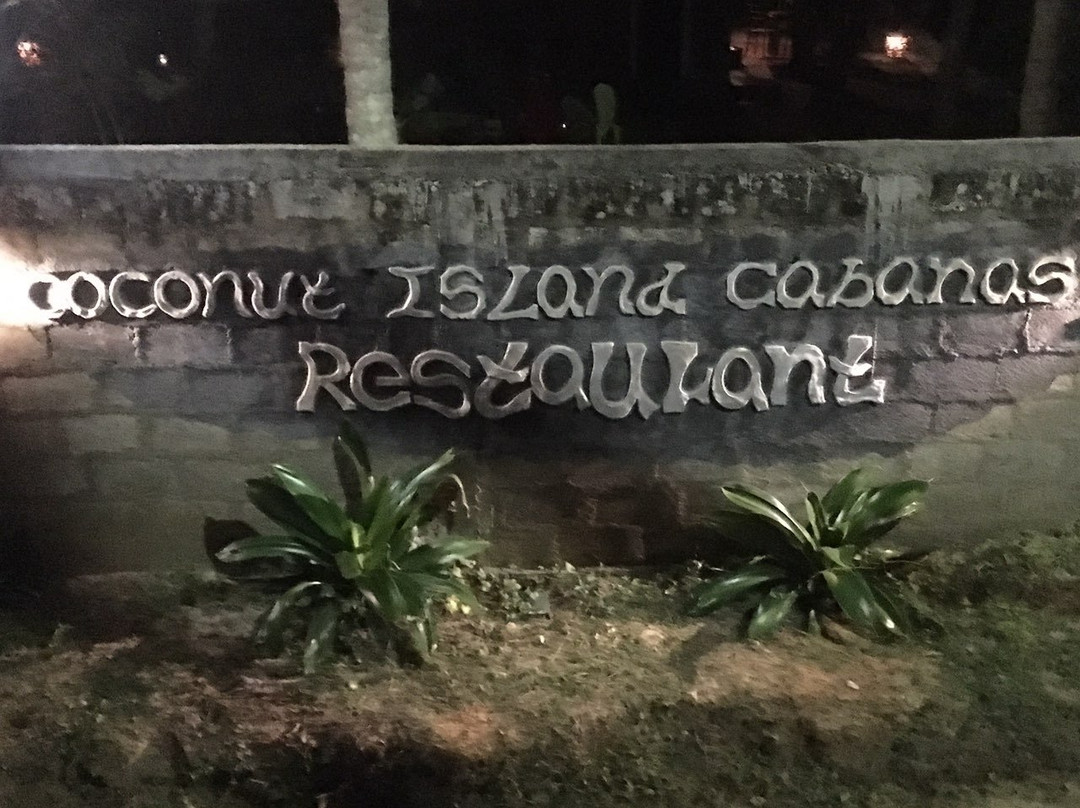 Coconut Island Cabanas
Restaurant